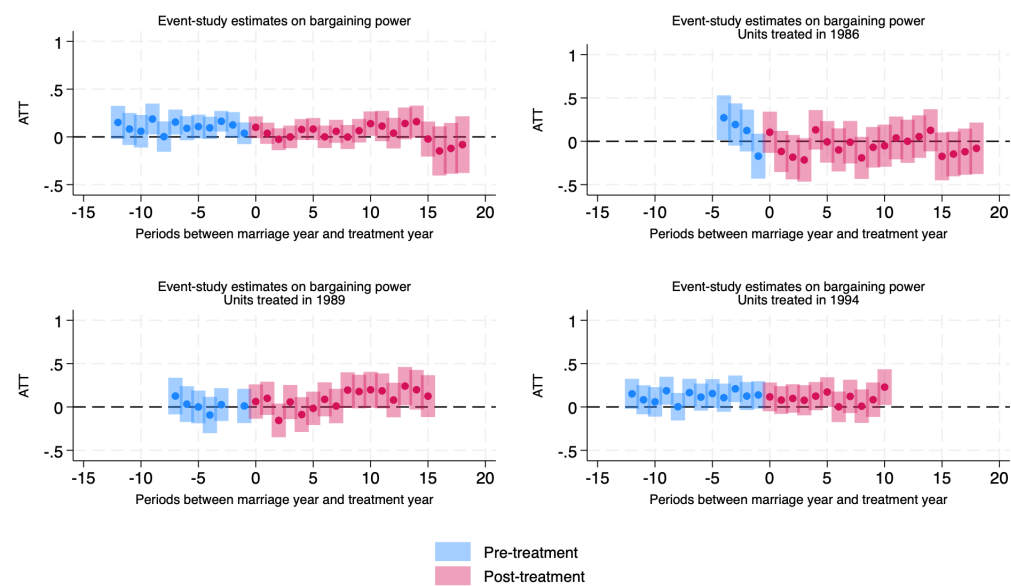 Event-study estimates on bargaining power
1
.5
0
-.5
ATT
-15 -10 -5 0 5 10 15 20
Periods between marriage year and treatment year
Event-study estimates on bargaining power
Units treated in 1986
1
.5
0
-.5
ATT
-15 -10 -5 0 5 10 15 20
Periods between marriage year and treatment year
Event-study estimates on bargaining power
Units treated in 1989
1
.5
0
-.5
ATT
-15 -10 -5 0 5 10 15 20
Periods between marriage year and treatment year
Event-study estimates on bargaining power
Units treated in 1994
1
.5
0
-.5
ATT
-15 -10 -5 0 5 10 15 20
Periods between marriage year and treatment year
Pre-treatment
Post-treatment